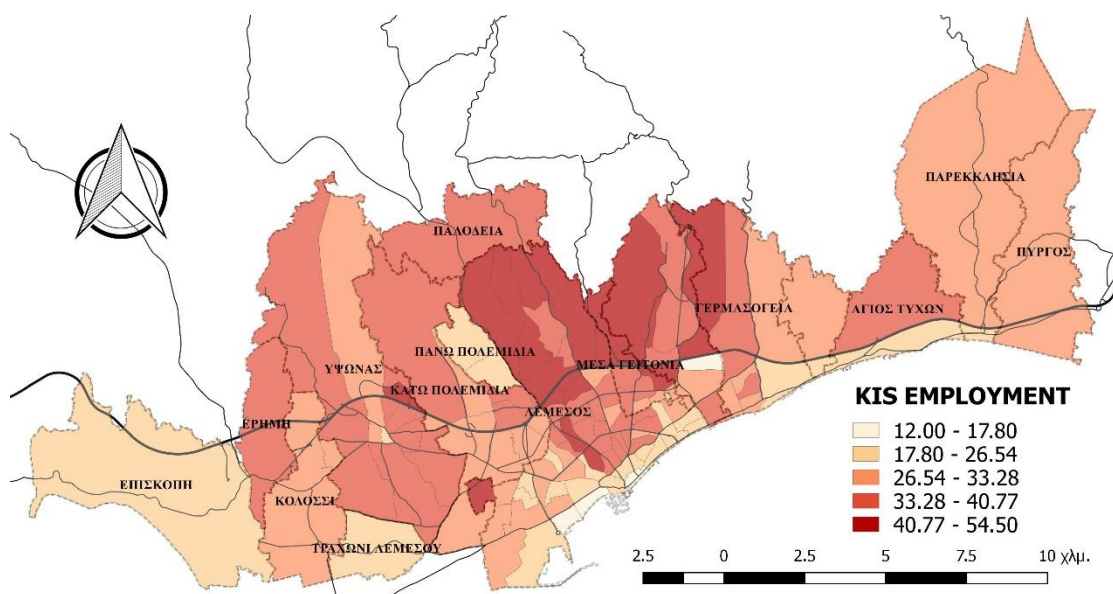 ΠΑΡΕΚΚΛΗΣΙΑ
ΠΑΛΟΔΕΙΑ
ΠΥΡΓΟΣ
ΓΕΡΜΑΣΟΓΕΙΑ
ΑΓΙΟΣ ΤΥΧΩΝ
ΠΑΝΩ ΠΟΛΕΜΙΔΙΑ
ΜΕΣΑ ΓΕΙΤΟΝΙΑ
ΥΨΩΝΑΣ
ΚΑΤΩ ΠΟΛΕΜΙΔΙΑ
ΛΕΜΕΣΟΣ
ΕΡΗΜΗ
ΕΠΙΣΚΟΠΗ
ΚΟΛΟΣΣΙ
ΤΡΑΧΩΝΙ ΛΕΜΕΣΟΥ
KIS EMPLOYMENT
12.00 - 17.80
17.80 - 26.54
26.54 - 33.28
33.28 - 40.77
40.77 - 54.50
2.5 0 2.5 5 7.5 10 χλμ.